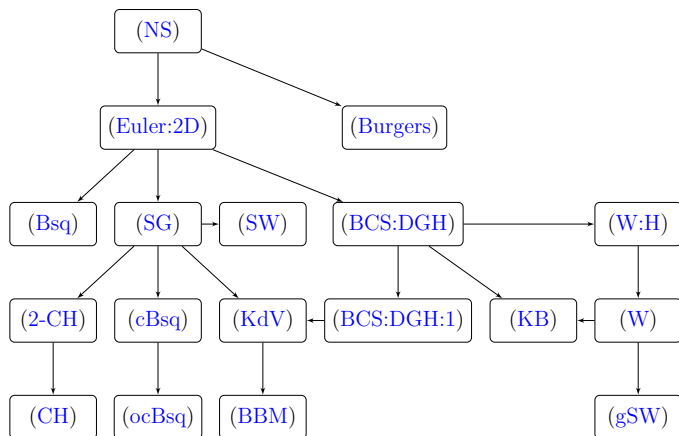 (NS)
(Euler:2D) (Burgers)
(Bsq) (SG) (SW) (BCS:DGH) (W:H)
(2-CH) (cBsq) (KdV) (BCS:DGH:1) (KB) (W)
(CH) (ocBsq) (BBM) (gSW)